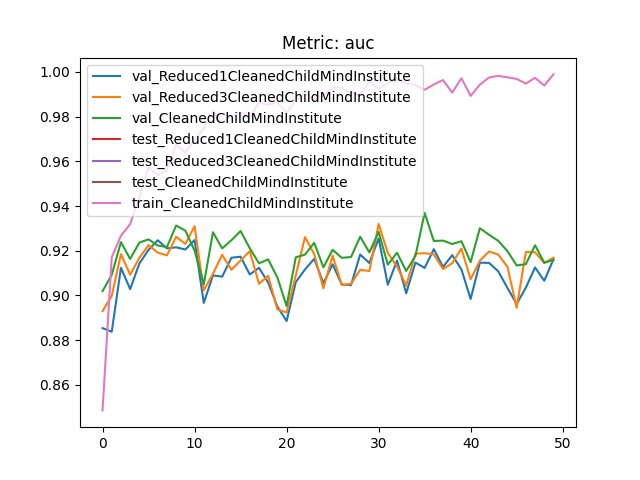 Metric: auc
val_Reduced1CleanedChildMindInstitute
val_Reduced3CleanedChildMindInstitute
val_CleanedChildMindInstitute
test_Reduced1CleanedChildMindInstitute
test_Reduced3CleanedChildMindInstitute
test_CleanedChildMindInstitute
train_CleanedChildMindInstitute
1.00
0.98
0.96
0.94
0.92
0.90
0.88
0.86
0 10 20 30 40 50